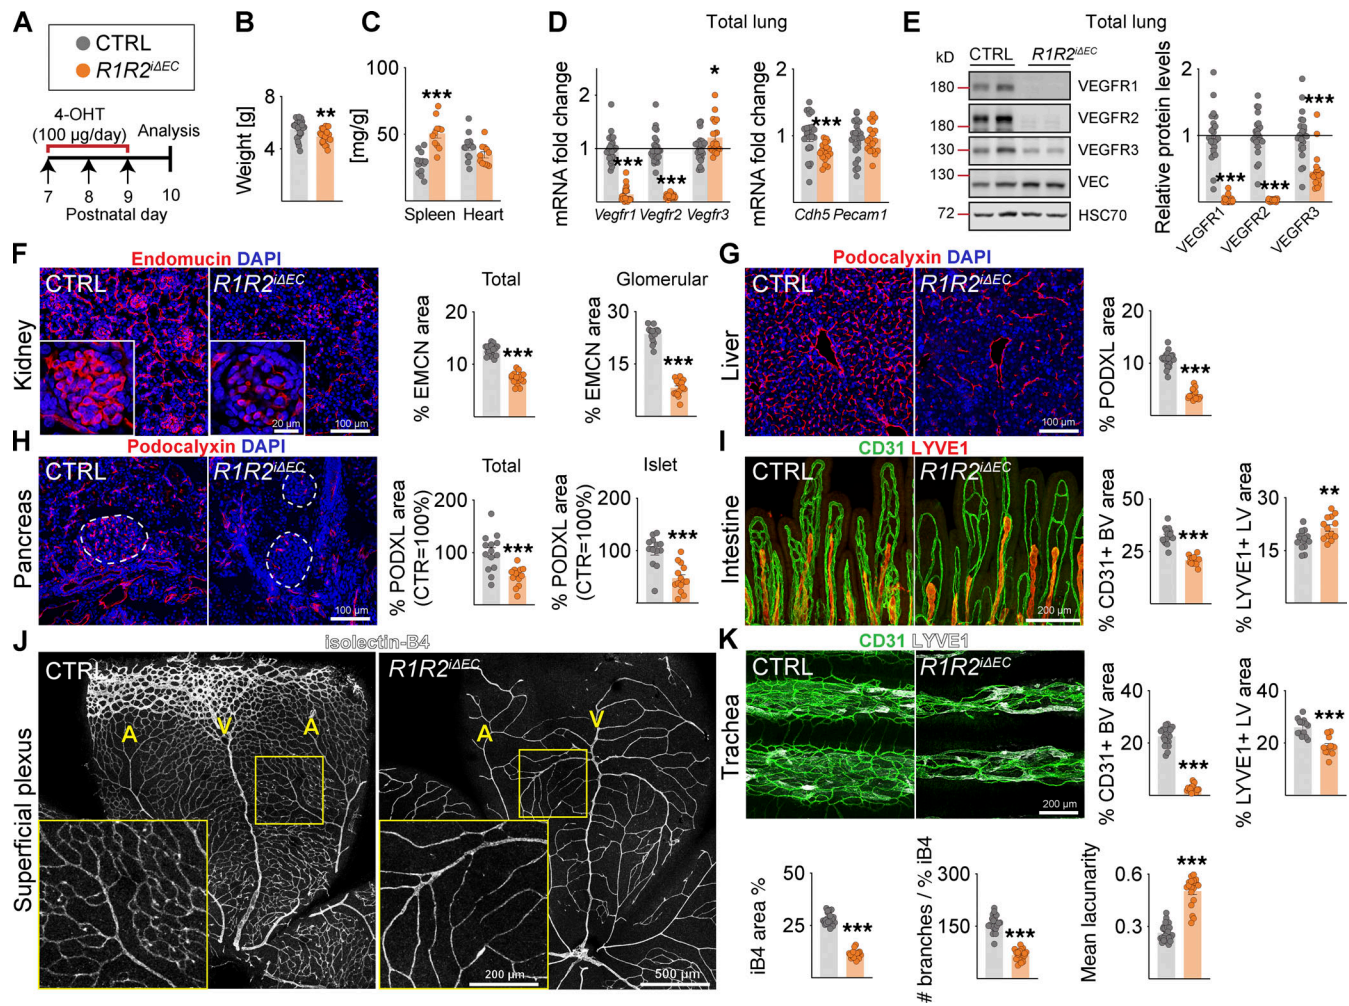 A
CTRL
R1R2iΔEC
4-OHT
(100 µg/day)
Analysis
7 8 9 10
Postnatal day
B
Weight [g]
8
4
**
C
[mg/g]
100
50
***
Spleen Heart
D
Total lung
mRNA fold change
2
1
0
***
***
*
Vegfr1 Vegfr2 Vegfr3
mRNA fold change
2
1
0
***
Cdh5 Pecam1
E
Total lung
kD
CTRL R1R2iΔEC
180 VEGFR1
180 VEGFR2
130 VEGFR3
130 VEC
72 HSC70
Relative protein levels
2
1
***
***
***
VEGFR1
VEGFR2
VEGFR3
F
Endomucin DAPI
Kidney
CTRL
R1R2iΔEC
20 µm
100 µm
Total
% EMCN area
20
10
***
Glomerular
% EMCN area
30
15
***
G
Podocalyxin DAPI
Liver
CTRL
R1R2iΔEC
100 µm
% PODXL area
20
10
***
H
Podocalyxin DAPI
Pancreas
CTRL
R1R2iΔEC
100 µm
Total
% PODXL area
(CTR=100%)
200
100
***
Islet
% PODXL area
(CTR=100%)
200
100
***
I
CD31 LYVE1
Intestine
CTRL
R1R2iΔEC
200 µm
% CD31+ BV area
50
25
***
% LYVE1+ LV area
30
15
**
J
isolectin-B4
Superficial plexus
CTRL
A
V
A
R1R2iΔEC
A
V
200 µm
500 µm
K
CD31 LYVE1
Trachea
CTRL
R1R2iΔEC
200 µm
% CD31+ BV area
40
20
***
% LYVE1+ LV area
40
20
***
iB4 area %
50
25
***
# branches / % iB4
300
150
***
Mean lacunarity
0.6
0.3
***